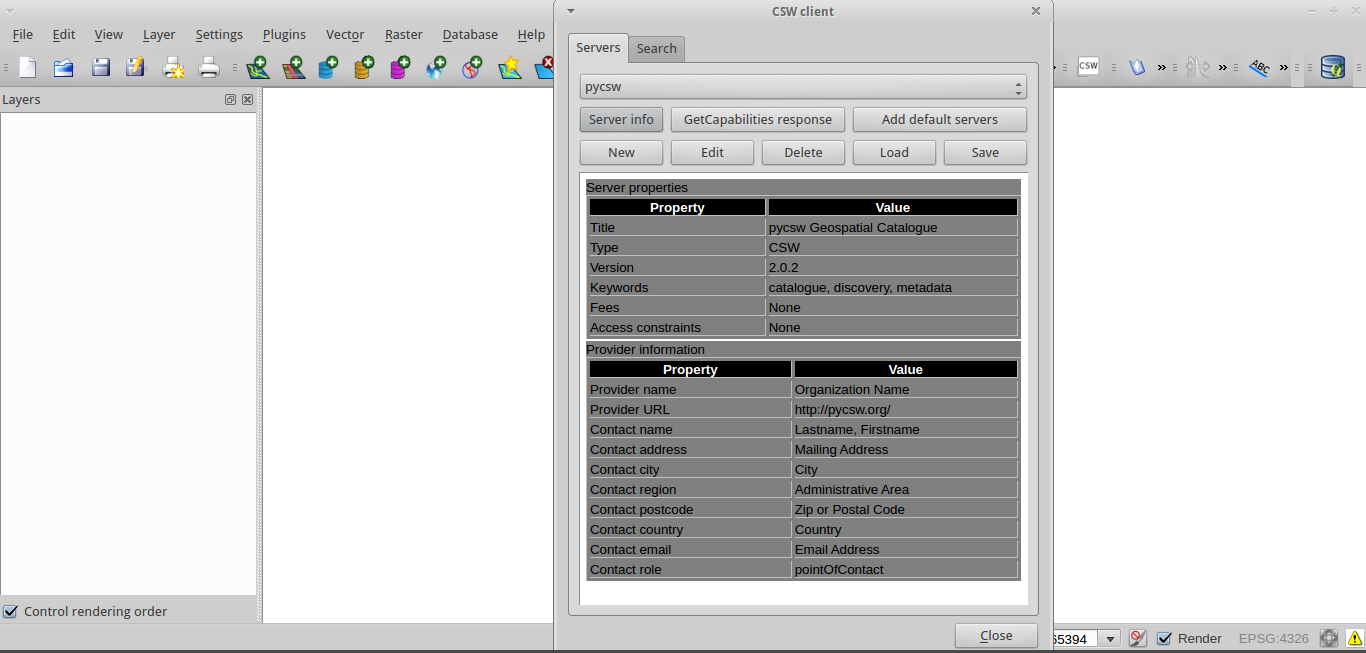 CSW client
File Edit View Layer Settings Plugins Vector Raster Database Help
CSW
ABC
Layers
Servers Search
pycsw
Server info GetCapabilities response Add default servers
New Edit Delete Load Save
Server properties
Property Value
Title pycsw Geospatial Catalogue
Type CSW
Version 2.0.2
Keywords catalogue, discovery, metadata
Fees None
Access constraints None
Provider information
Property Value
Provider name Organization Name
Provider URL http://pycsw.org/
Contact name Lastname, Firstname
Contact address Mailing Address
Contact city City
Contact region Administrative Area
Contact postcode Zip or Postal Code
Contact country Country
Contact email Email Address
Contact role pointOfContact
Control rendering order
Close
65394 Render EPSG:4326